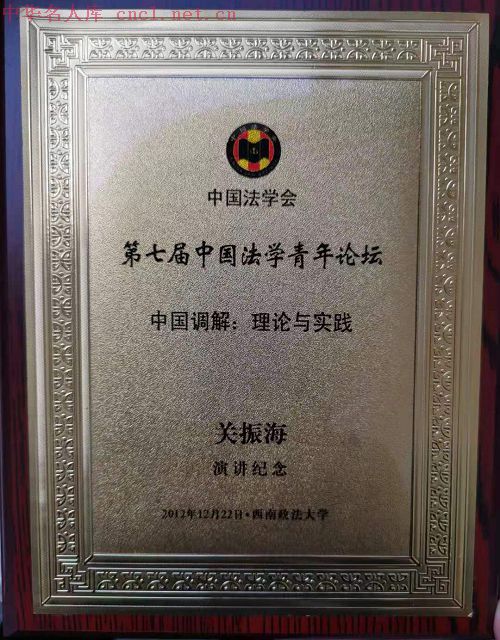 中华名人库 cnc1.net.cn
中国法学会
第七届中国法学青年论坛
中国调解：理论与实践
关振海
演讲纪念
2012年12月22日·西南政法大学